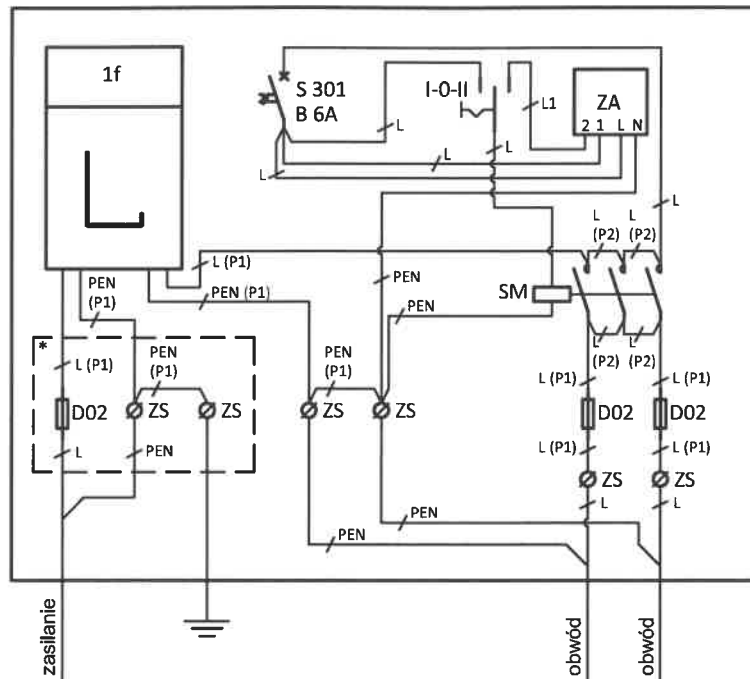 1f
S 301
B 6A
I-0-II
L1
ZA
2 1 L N
L
L
L
L
L
L
(P2)
L
(P2)
L (P1)
PEN
PEN
(P1)
PEN (P1)
SM
PEN
*
L (P1)
PEN
(P1)
PEN
(P1)
L
(P2)
L
(P2)
L (P1)
L (P1)
D02
ZS
ZS
ZS
ZS
D02
D02
L
PEN
L (P1)
L (P1)
ZS
ZS
L
L
PEN
PEN
zasilanie
obwód
obwód